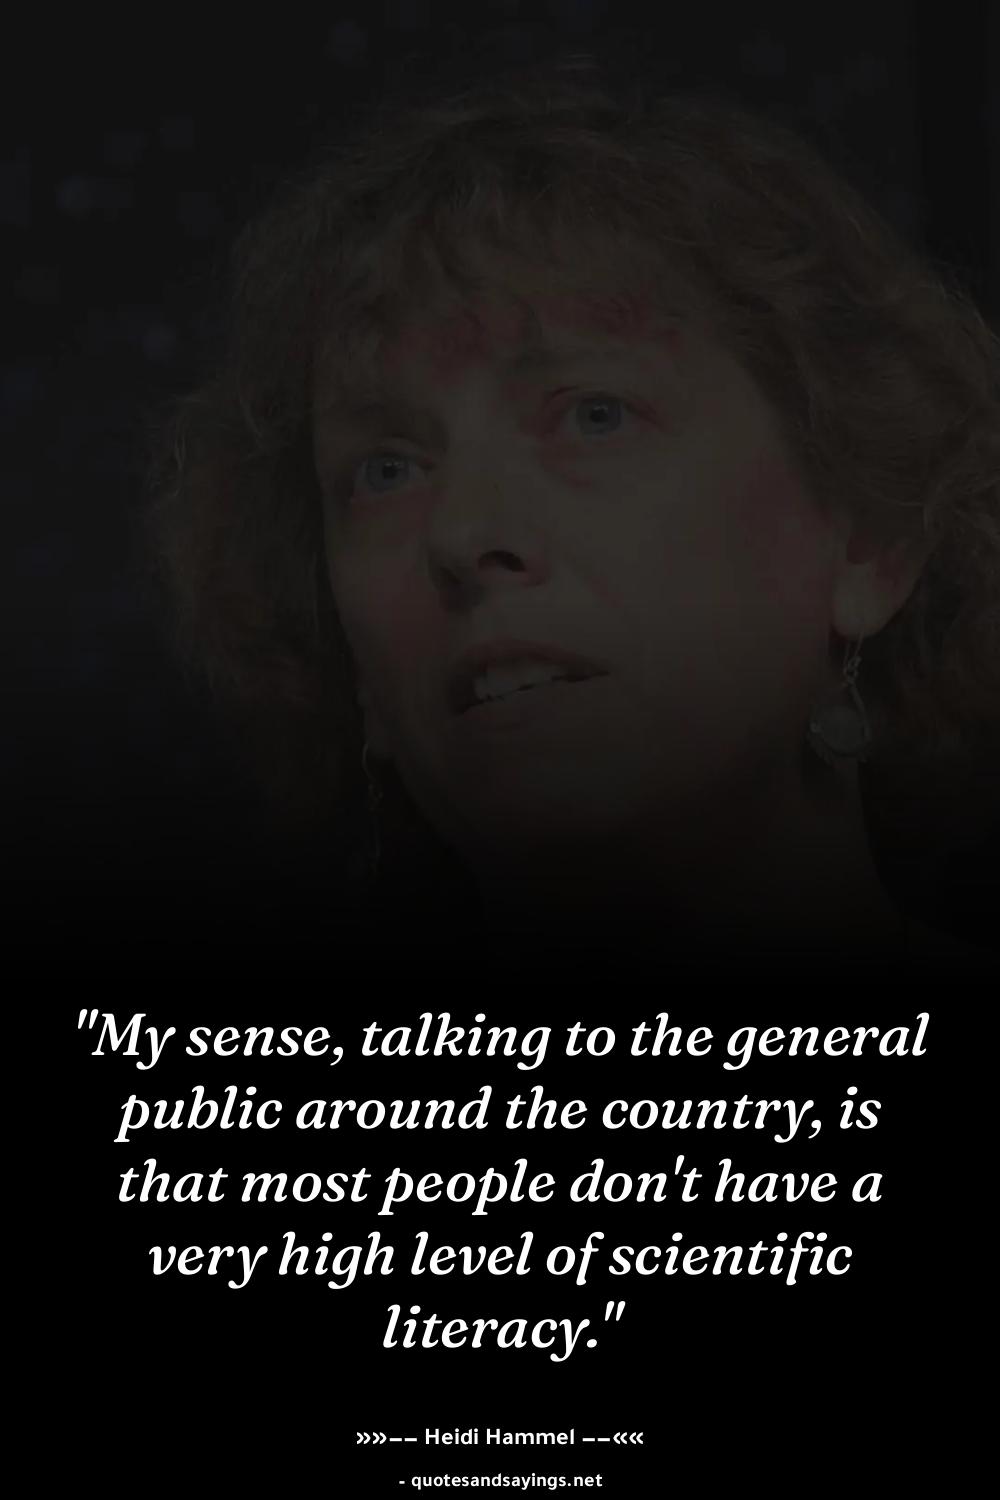 "My sense, talking to the general
public around the country, is
that most people don't have a
very high level of scientific
literacy."
»»−− Heidi Hammel −−««
- quotesandsayings.net